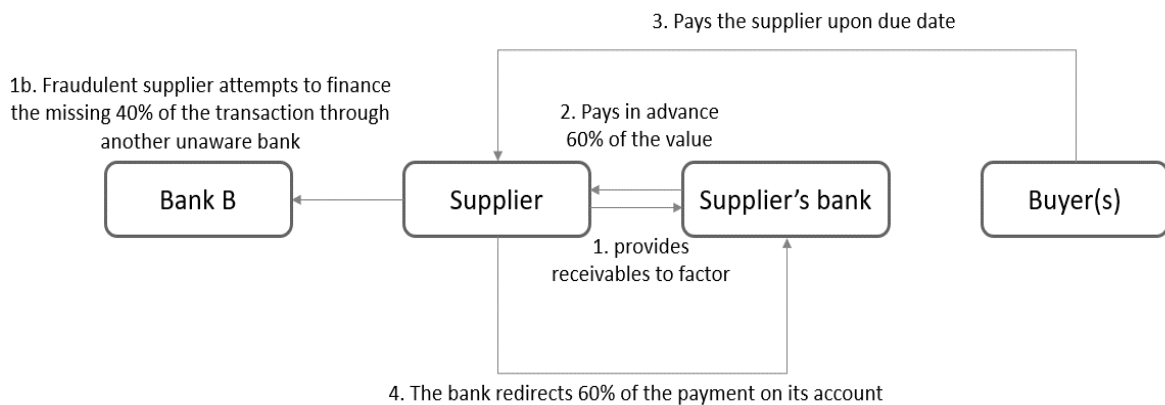 3. Pays the supplier upon due date
1b. Fraudulent supplier attempts to finance
the missing 40% of the transaction through
another unaware bank
2. Pays in advance
60% of the value
Bank B
Supplier
Supplier's bank
Buyer(s)
1. provides
receivables to factor
4. The bank redirects 60% of the payment on its account